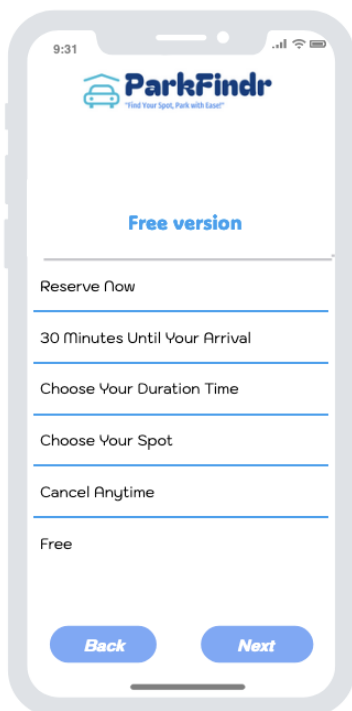 9:31
ParkFindr
"Find Your Spot, Park with Ease!"
Free version
Reserve Now
30 Minutes Until Your Arrival
Choose Your Duration Time
Choose Your Spot
Cancel Anytime
Free
Back Next